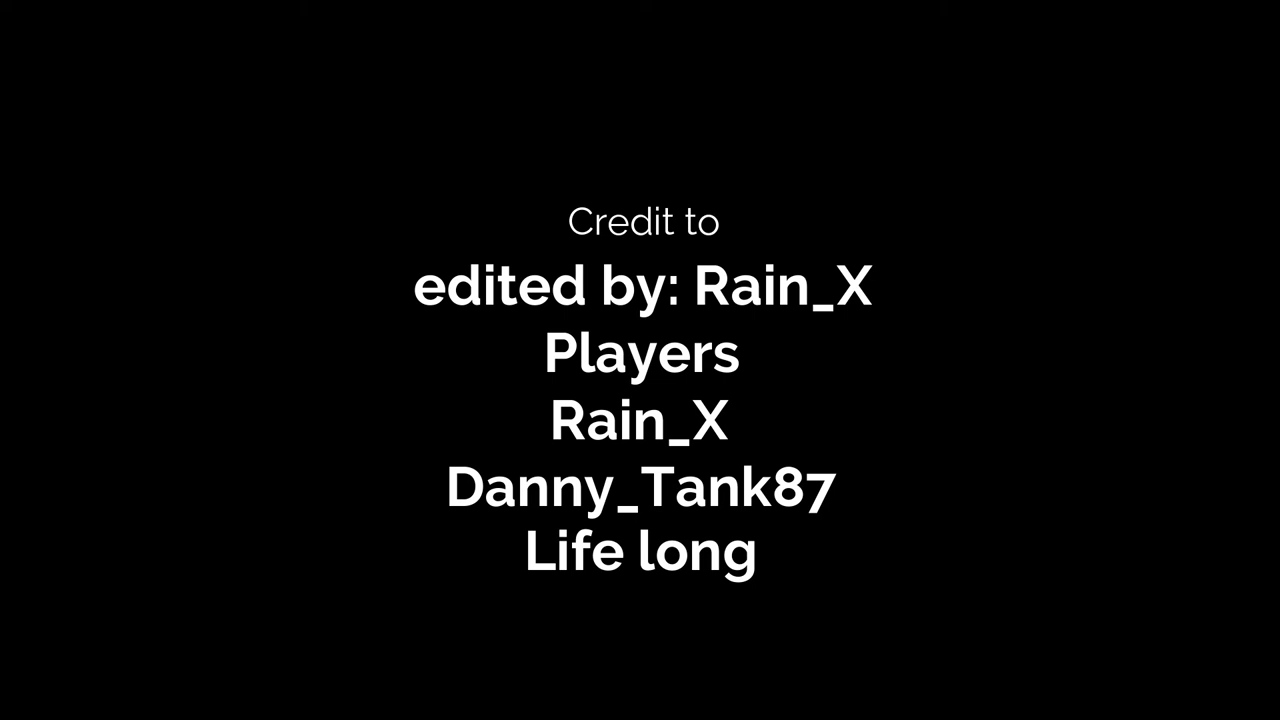 Credit to
edited by: Rain_X
Players
Rain_X
Danny_Tank87
Life long